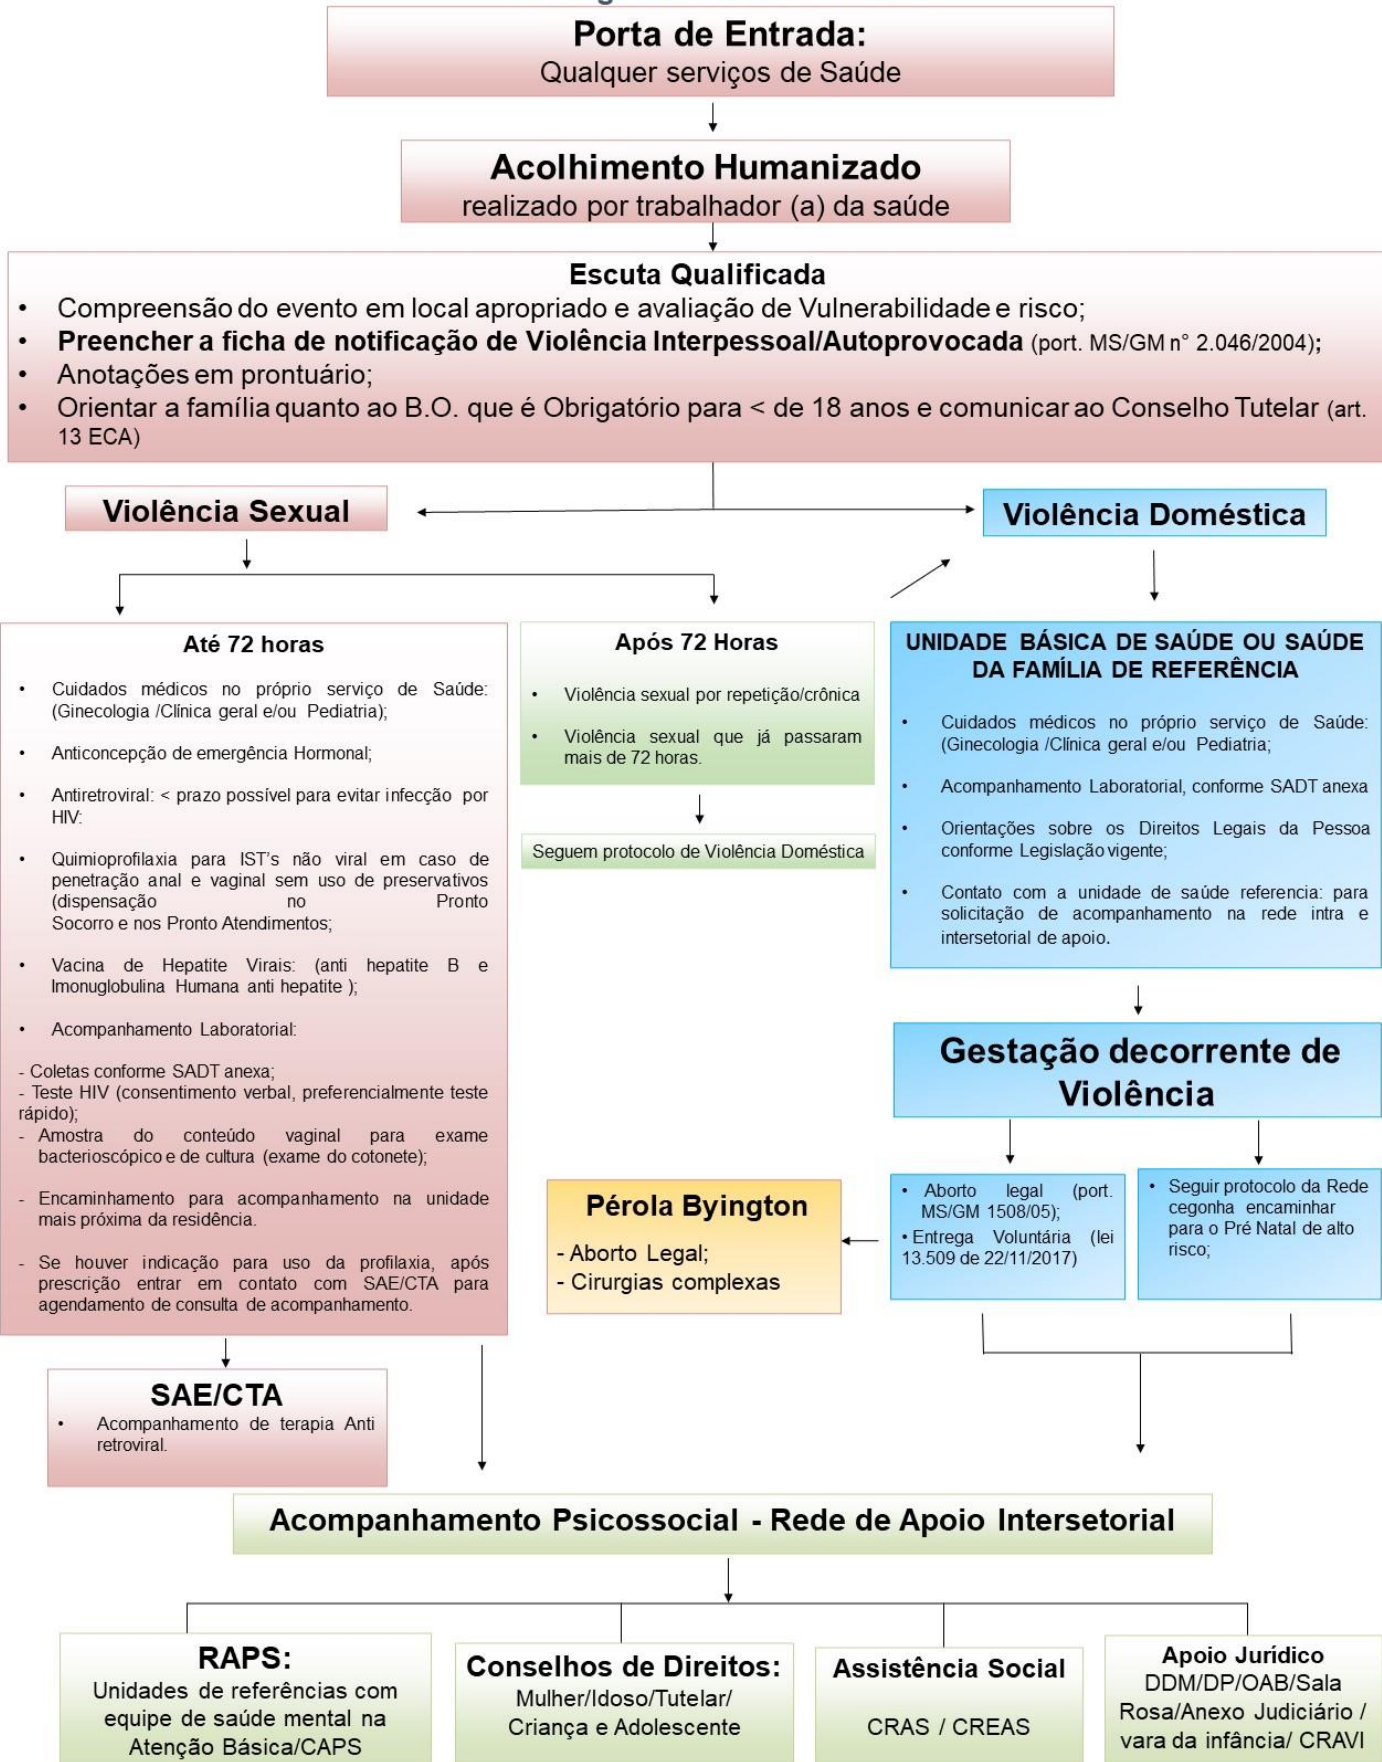 Porta de Entrada:
Qualquer serviços de Saúde
Acolhimento Humanizado
realizado por trabalhador (a) da saúde
Escuta Qualificada
• Compreensão do evento em local apropriado e avaliação de Vulnerabilidade e risco;
• Preencher a ficha de notificação de Violência Interpessoal/Autoprovocada (port. MS/GM n° 2.046/2004);
• Anotações em prontuário;
• Orientar a família quanto ao B.O. que é Obrigatório para < de 18 anos e comunicar ao Conselho Tutelar (art.
13 ECA)
Violência Sexual
Violência Doméstica
Até 72 horas
• Cuidados médicos no próprio serviço de Saúde:
(Ginecologia /Clínica geral e/ou Pediatria);
• Anticoncepção de emergência Hormonal;
• Antiretroviral: < prazo possível para evitar infecção por
HIV:
• Quimioprofilaxia para IST's não viral em caso de
penetração anal e vaginal sem uso de preservativos
(dispensação no Pronto
Socorro e nos Pronto Atendimentos;
• Vacina de Hepatite Virais: (anti hepatite B e
Imonuglobulina Humana anti hepatite );
• Acompanhamento Laboratorial:
- Coletas conforme SADT anexa;
- Teste HIV (consentimento verbal, preferencialmente teste
rápido);
- Amostra do conteúdo vaginal para exame
bacterioscópico e de cultura (exame do cotonete);
- Encaminhamento para acompanhamento na unidade
mais próxima da residência.
- Se houver indicação para uso da profilaxia, após
prescrição entrar em contato com SAE/CTA para
agendamento de consulta de acompanhamento.
Após 72 Horas
• Violência sexual por repetição/crônica
• Violência sexual que já passaram
mais de 72 horas.
Seguem protocolo de Violência Doméstica
UNIDADE BÁSICA DE SAÚDE OU SAÚDE
DA FAMÍLIA DE REFERÊNCIA
• Cuidados médicos no próprio serviço de Saúde:
(Ginecologia /Clínica geral e/ou Pediatria;
• Acompanhamento Laboratorial, conforme SADT anexa
• Orientações sobre os Direitos Legais da Pessoa
conforme Legislação vigente;
• Contato com a unidade de saúde referencia: para
solicitação de acompanhamento na rede intra e
intersetorial de apoio.
Gestação decorrente de
Violência
Pérola Byington
- Aborto Legal;
- Cirurgias complexas
• Aborto legal (port.
MS/GM 1508/05);
• Entrega Voluntária (lei
13.509 de 22/11/2017)
• Seguir protocolo da Rede
cegonha encaminhar
para o Pré Natal de alto
risco;
SAE/CTA
• Acompanhamento de terapia Anti
retroviral.
Acompanhamento Psicossocial - Rede de Apoio Intersetorial
RAPS:
Unidades de referências com
equipe de saúde mental na
Atenção Básica/CAPS
Conselhos de Direitos:
Mulher/Idoso/Tutelar/
Criança e Adolescente
Assistência Social
CRAS / CREAS
Apoio Jurídico
DDM/DP/OAB/Sala
Rosa/Anexo Judiciário /
vara da infância/ CRAVI